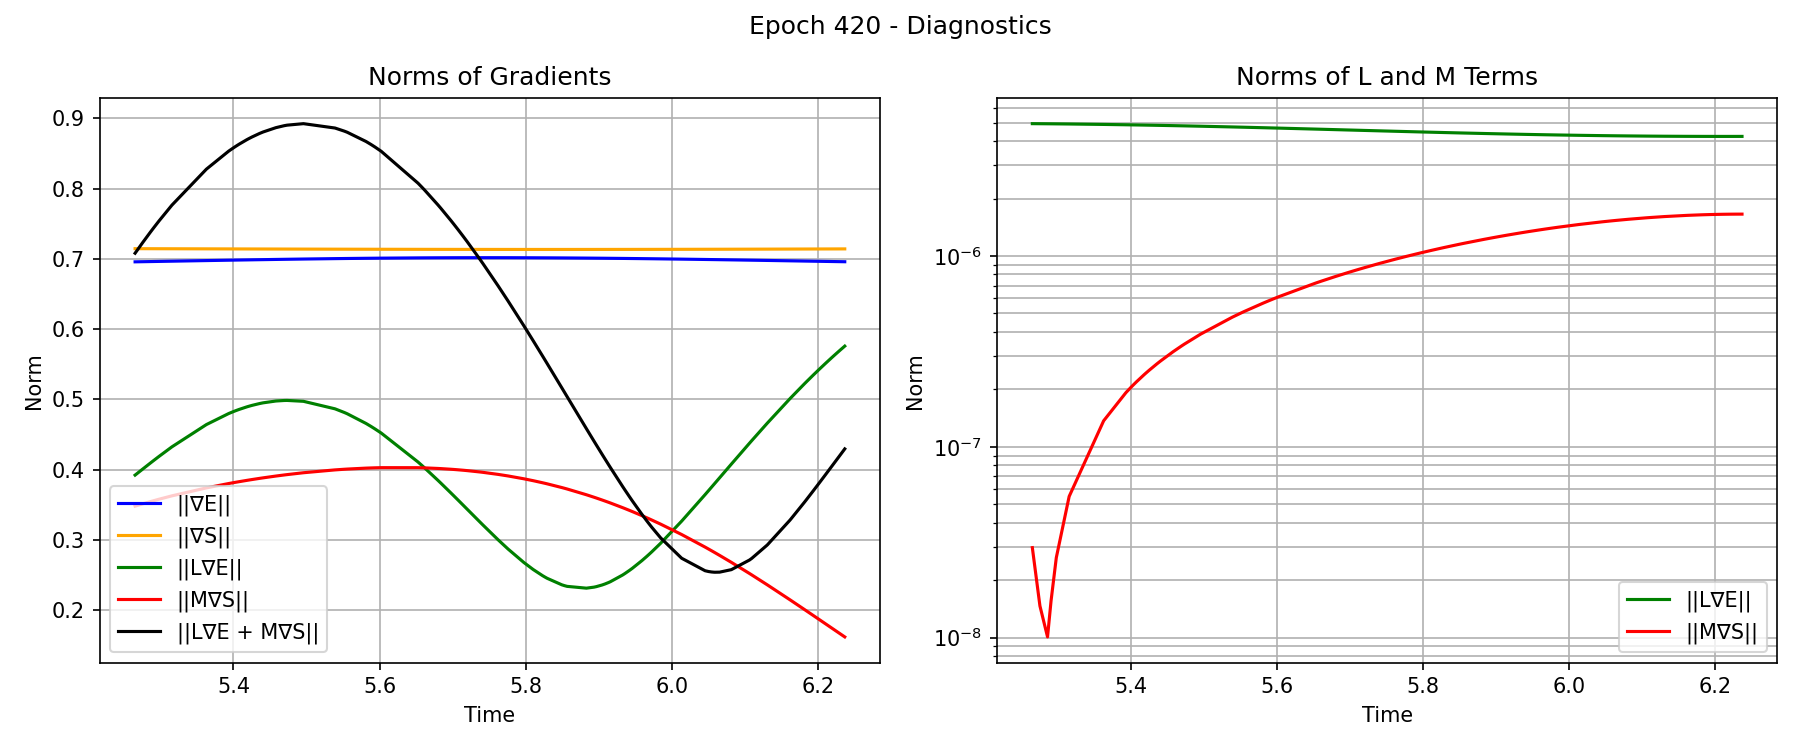 Epoch 420 - Diagnostics
Norms of Gradients
Norm
0.9
0.8
0.7
0.6
0.5
0.4
0.3
0.2
||∇E||
||∇S||
||L∇E||
||M∇S||
||L∇E + M∇S||
5.4 5.6 5.8 6.0 6.2
Time
Norms of L and M Terms
Norm
10⁻⁶
10⁻⁷
10⁻⁸
||L∇E||
||M∇S||
5.4 5.6 5.8 6.0 6.2
Time